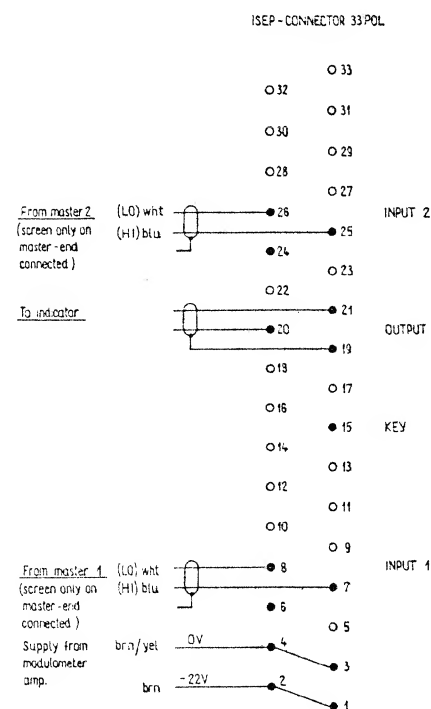 ISEP-CONNECTOR 33 POL.
33
32
31
30
29
28
27
From master 2 (LO) wht 26 INPUT 2
(screen only on (HI) blu 25
master-end 24
connected)
23
22
21
To indicator
20 OUTPUT
19
18
17
16
15 KEY
14
13
12
11
10
9
From master 1 (LO) wht 8 INPUT 1
(screen only on (HI) blu 7
master-end 6
connected)
5
Supply from brn/yel 0V 4
modulometer
amp. 3
brn -22V 2
1